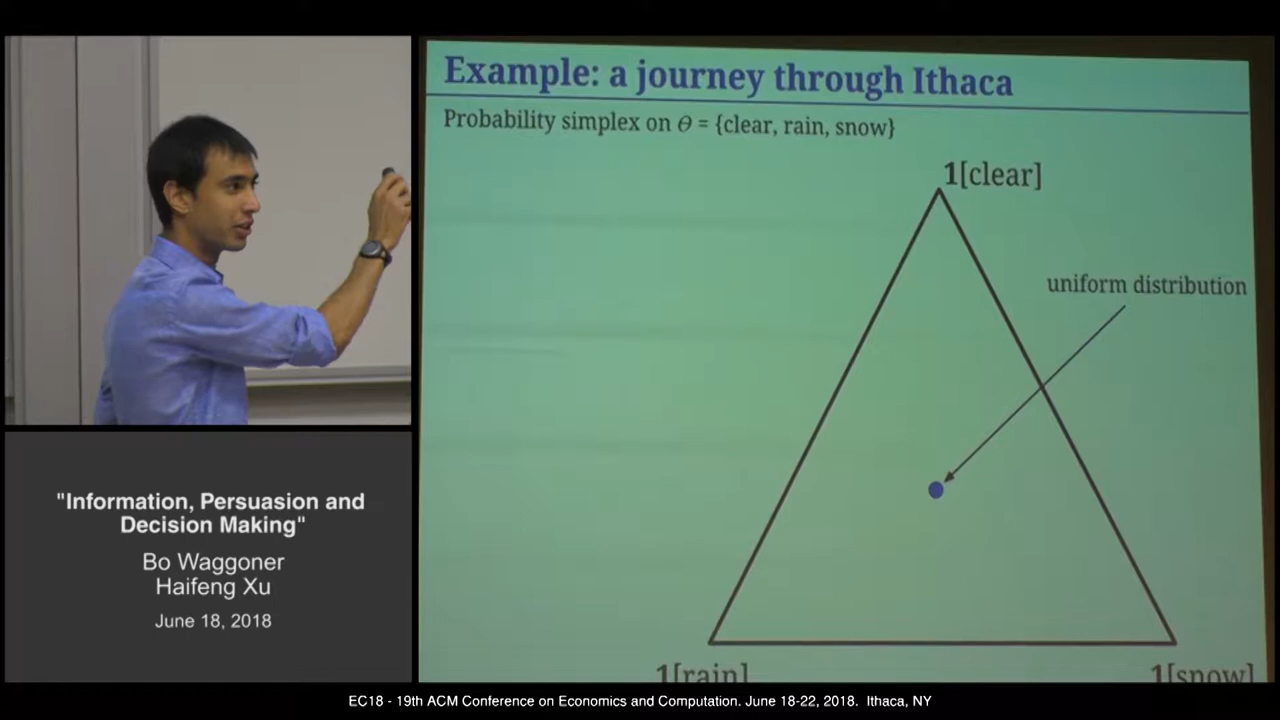 Example: a journey through Ithaca
Probability simplex on Θ = {clear, rain, snow}
1[clear]
uniform distribution
1[rain]
1[snow]
"Information, Persuasion and
Decision Making"
Bo Waggoner
Haifeng Xu
June 18, 2018
EC18 - 19th ACM Conference on Economics and Computation. June 18-22, 2018.  Ithaca, NY